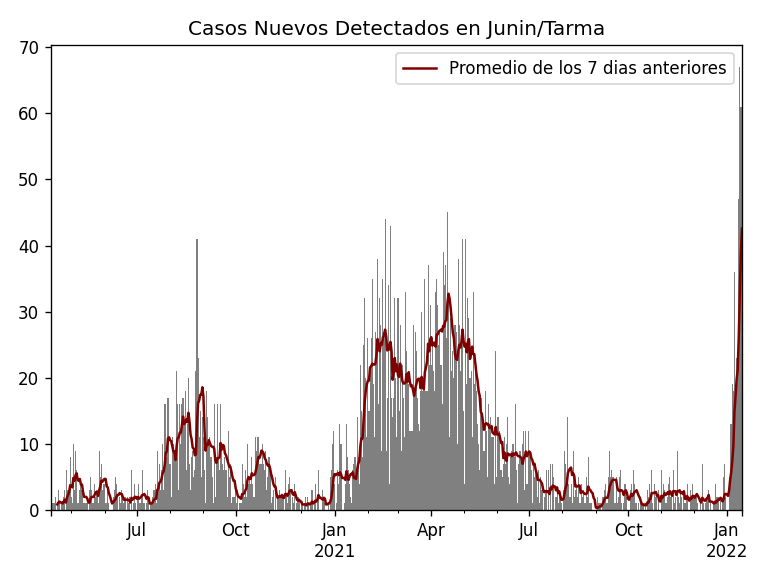 Casos Nuevos Detectados en Junin/Tarma
Promedio de los 7 dias anteriores
70
60
50
40
30
20
10
0
Jul
Oct
Jan
2021
Apr
Jul
Oct
Jan
2022